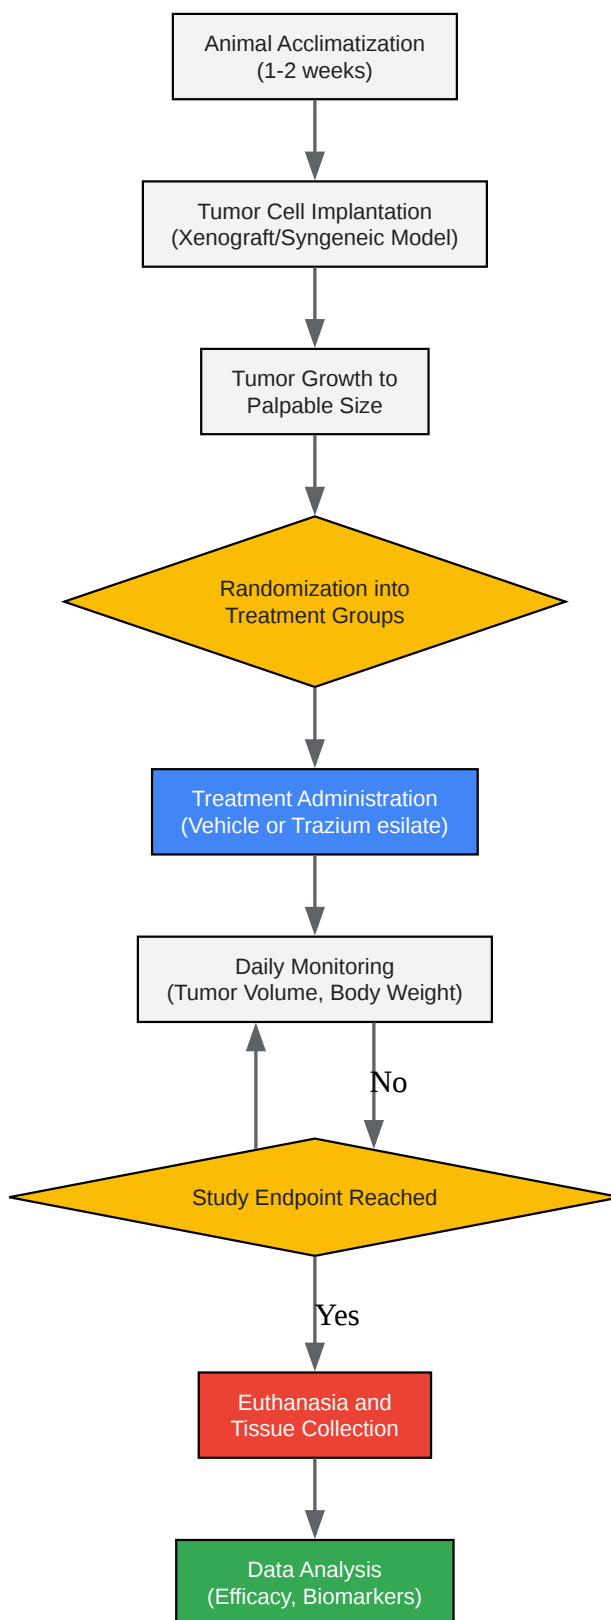 Animal Acclimatization
(1-2 weeks)
Tumor Cell Implantation
(Xenograft/Syngeneic Model)
Tumor Growth to
Palpable Size
Randomization into
Treatment Groups
Treatment Administration
(Vehicle or Trazium esilate)
Daily Monitoring
(Tumor Volume, Body Weight)
No
Study Endpoint Reached
Yes
Euthanasia and
Tissue Collection
Data Analysis
(Efficacy, Biomarkers)